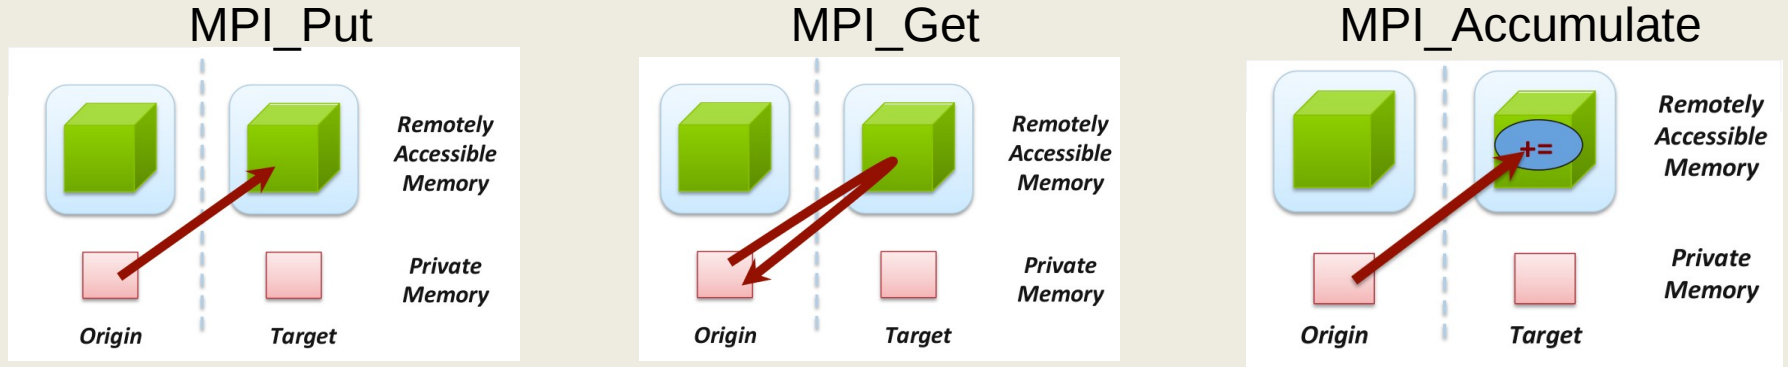 MPI_Put
Remotely
Accessible
Memory
Private
Memory
Origin
Target
MPI_Get
Remotely
Accessible
Memory
Private
Memory
Origin
Target
MPI_Accumulate
+=
Remotely
Accessible
Memory
Private
Memory
Origin
Target